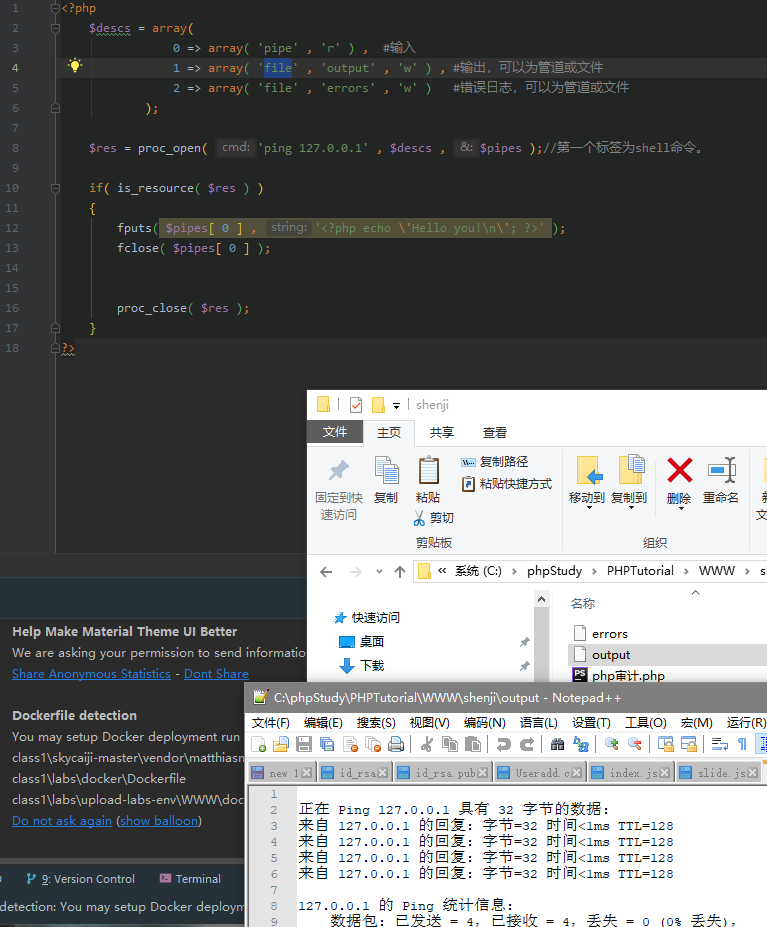 1 <?php
2 $descs = array(
3 0 => array( 'pipe' , 'r' ) , #输入
4 1 => array( 'file' , 'output' , 'w' ) , #输出，可以为管道或文件
5 2 => array( 'file' , 'errors' , 'w' ) #错误日志，可以为管道或文件
6 );
7
8 $res = proc_open( cmd: 'ping 127.0.0.1' , $descs , &: $pipes );//第一个标签为shell命令。
9
10 if( is_resource( $res ) )
11 {
12 fputs( $pipes[ 0 ] , string: '<?php echo \'Hello you!\n\'; ?>' );
13 fclose( $pipes[ 0 ] );
14
15
16 proc_close( $res );
17 }
18 ?>
shenji
文件 主页 共享 查看
固定到快速访问 复制 粘贴 复制路径 粘贴快捷方式 剪切 移动到 复制到 删除 重命名
剪贴板 组织
« 系统 (C:) › phpStudy › PHPTutorial › WWW ›
快速访问
桌面
下载
名称
errors
output
php审计.php
Help Make Material Theme UI Better
We are asking your permission to send informatio
Share Anonymous Statistics - Dont Share
Dockerfile detection
You may setup Docker deployment run
class1\skycaiji-master\vendor\matthiasn
class1\labs\docker\Dockerfile
class1\labs\upload-labs-env\WWW\doc
Do not ask again (show balloon)
9: Version Control Terminal
detection: You may setup Docker deploym
C:\phpStudy\PHPTutorial\WWW\shenji\output - Notepad++
文件(F) 编辑(E) 搜索(S) 视图(V) 编码(N) 语言(L) 设置(T) 工具(O) 宏(M) 运行(R)
new 1 id_rsa id_rsa.pub Useradd.c index.js slide.js
1
2 正在 Ping 127.0.0.1 具有 32 字节的数据:
3 来自 127.0.0.1 的回复: 字节=32 时间<1ms TTL=128
4 来自 127.0.0.1 的回复: 字节=32 时间<1ms TTL=128
5 来自 127.0.0.1 的回复: 字节=32 时间<1ms TTL=128
6 来自 127.0.0.1 的回复: 字节=32 时间<1ms TTL=128
7
8 127.0.0.1 的 Ping 统计信息:
9 数据包: 已发送 = 4，已接收 = 4，丢失 = 0 (0% 丢失)，